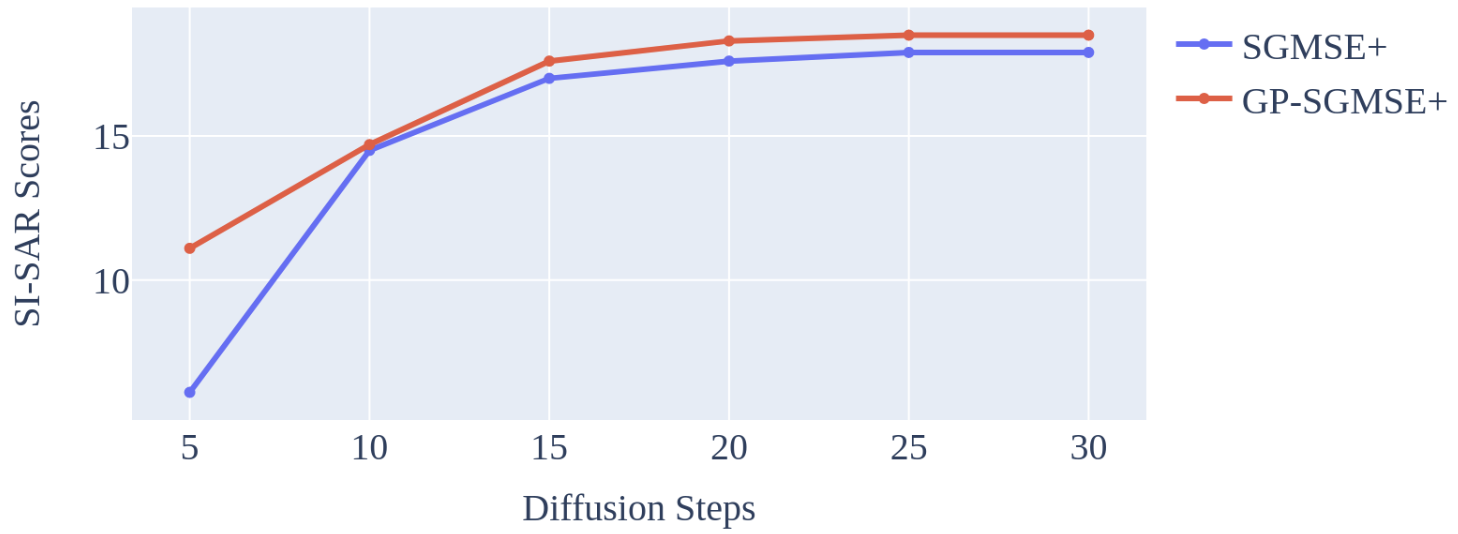 SI-SAR Scores
15
10
5 10 15 20 25 30
Diffusion Steps
SGMSE+
GP-SGMSE+